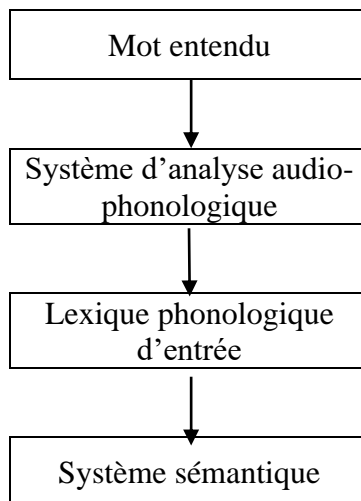 Mot entendu
Système d’analyse audio-
phonologique
Lexique phonologique
d’entrée
Système sémantique